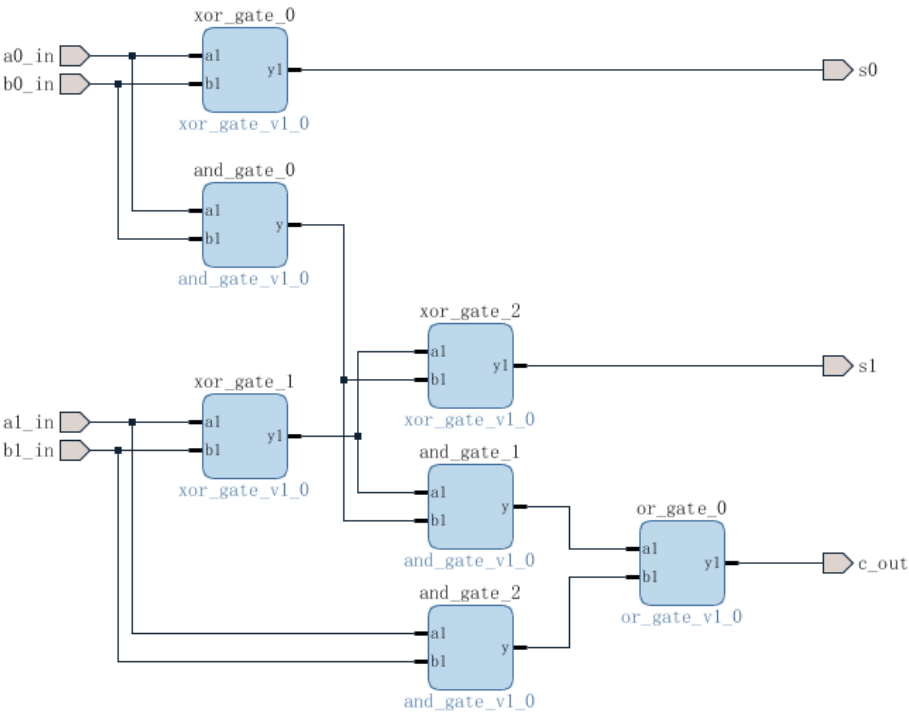 xor_gate_0
a0_in
a1
y1
s0
b0_in
b1
xor_gate_v1_0
and_gate_0
a1
y
b1
and_gate_v1_0
xor_gate_2
a1
y1
s1
b1
xor_gate_v1_0
xor_gate_1
a1_in
a1
y1
b1_in
b1
xor_gate_v1_0
and_gate_1
a1
y
b1
and_gate_v1_0
or_gate_0
a1
y1
c_out
b1
or_gate_v1_0
and_gate_2
a1
y
b1
and_gate_v1_0